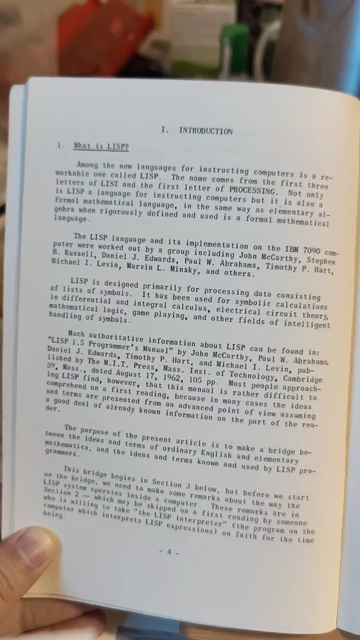 I. INTRODUCTION
1. What is LISP?
Among the new languages for instructing computers is a re-
markable one called LISP. The name comes from the first three
letters of LIST and the first letter of PROCESSING. Not only
is LISP a language for instructing computers but it is also a
formal mathematical language, in the same way as elementary al-
gebra when rigorously defined and used is a formal mathematical
language.
The LISP language and its implementation on the IBM 7090 com-
puter were worked out by a group including John McCarthy, Stephen
B. Russell, Daniel J. Edwards, Paul W. Abrahams, Timothy P. Hart,
Michael I. Levin, Marvin L. Minsky, and others.
LISP is designed primarily for processing data consisting
of lists of symbols. It has been used for symbolic calculations
in differential and integral calculus, electrical circuit theory,
mathematical logic, game playing, and other fields of intelligent
handling of symbols.
Much authoritative information about LISP can be found in:
"LISP 1.5 Programmer's Manual" by John McCarthy, Paul W. Abrahams,
Daniel J. Edwards, Timothy P. Hart, and Michael I. Levin, pub-
lished by The M.I.T. Press, Mass. Inst. of Technology, Cambridge
39, Mass., dated August 17, 1962, 105 pp. Most people approach-
ing LISP find, however, that this manual is rather difficult to
comprehend on a first reading, because in many cases the ideas
and terms are presented from an advanced point of view assuming
a good deal of already known information on the part of the rea-
der.
The purpose of the present article is to make a bridge be-
tween the ideas and terms of ordinary English and elementary
mathematics, and the ideas and terms known and used by LISP pro-
grammers.
This bridge begins in Section 3 below, but before we start
on the bridge, we need to make some remarks about the way the
LISP system operates inside a computer. These remarks are in
Section 2 — which may be skipped on a first reading by someone
who is willing to take "the LISP interpreter" (the program on the
computer which interprets LISP expressions) on faith for the time
being.
- 4 -